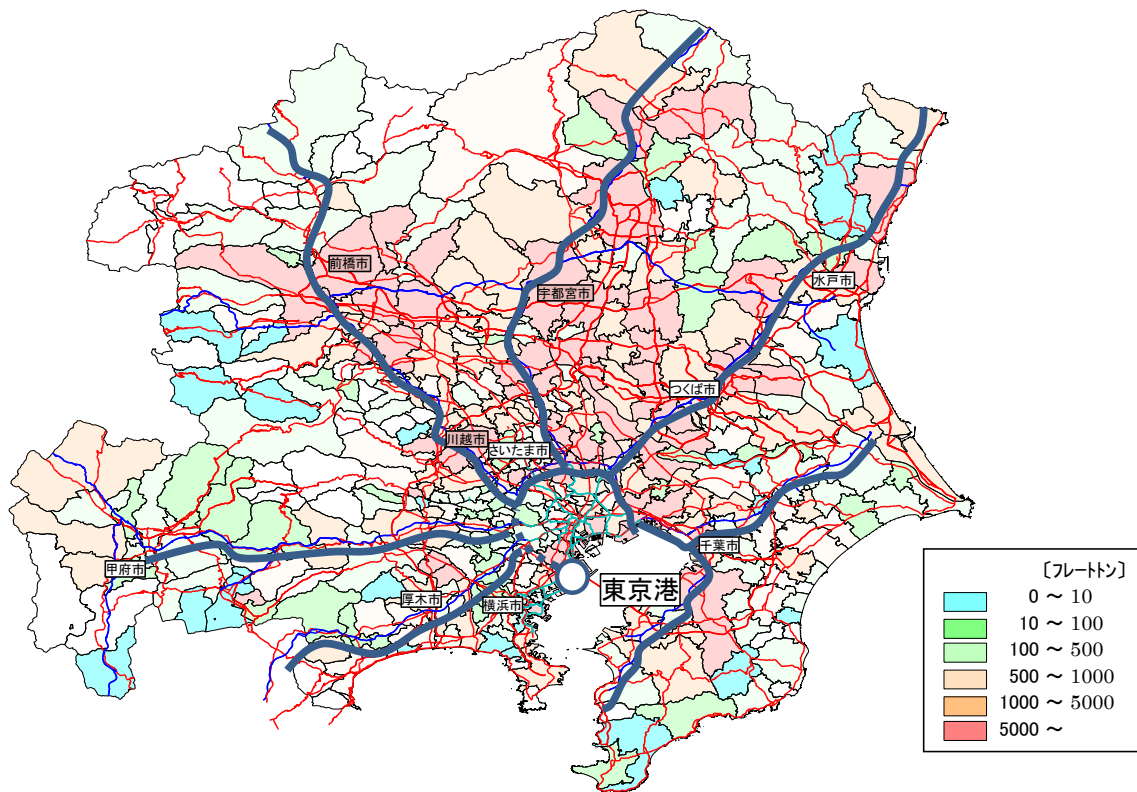 前橋市
宇都宮市
水戸市
つくば市
川越市
さいたま市
千葉市
甲府市
厚木市
横浜市
東京港
〔フレートトン〕
0 ～ 10
10 ～ 100
100 ～ 500
500 ～ 1000
1000 ～ 5000
5000 ～